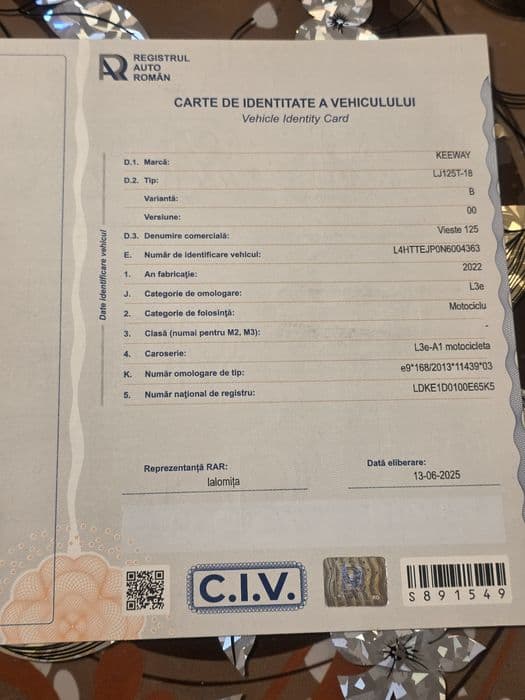 REGISTRUL
AUTO
ROMÂN
CARTE DE IDENTITATE A VEHICULULUI
Vehicle Identity Card
Date identificare vehicul
D.1. Marcă: KEEWAY
D.2. Tip: LJ125T-18
Variantă: B
Versiune: 00
D.3. Denumire comercială: Vieste 125
E. Număr de identificare vehicul: L4HTTEJP0N6004363
1. An fabricație: 2022
J. Categorie de omologare: L3e
2. Categorie de folosință: Motociclu
3. Clasă (numai pentru M2, M3): -
4. Caroserie: L3e-A1 motocicleta
K. Număr omologare de tip: e9*168/2013*11439*03
5. Număr național de registru: LDKE1D0100E65K5
Reprezentanță RAR: Dată eliberare:
Ialomița 13-06-2025
C.I.V.
S891549